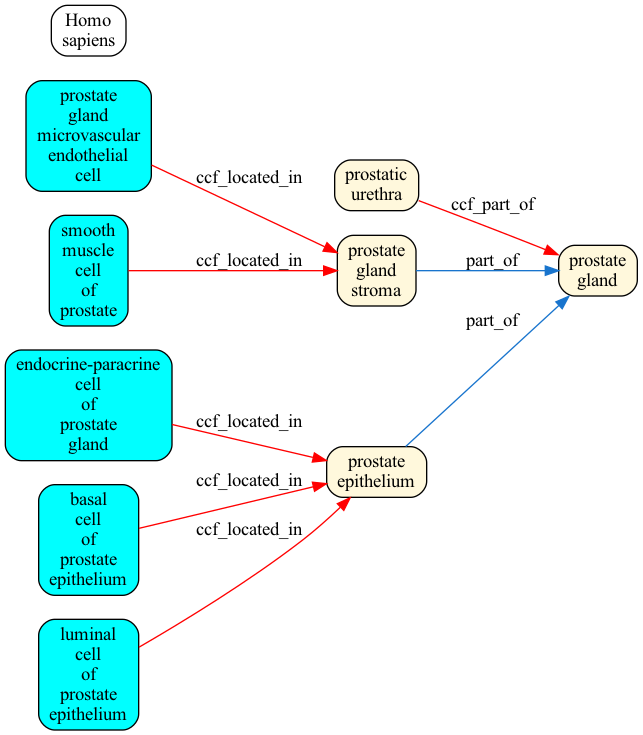 Homo
sapiens
prostate
gland
microvascular
endothelial
cell
ccf_located_in
smooth
muscle
cell
of
prostate
ccf_located_in
prostatic
urethra
ccf_part_of
prostate
gland
stroma
part_of
prostate
gland
part_of
endocrine-paracrine
cell
of
prostate
gland
ccf_located_in
basal
cell
of
prostate
epithelium
ccf_located_in
prostate
epithelium
ccf_located_in
luminal
cell
of
prostate
epithelium